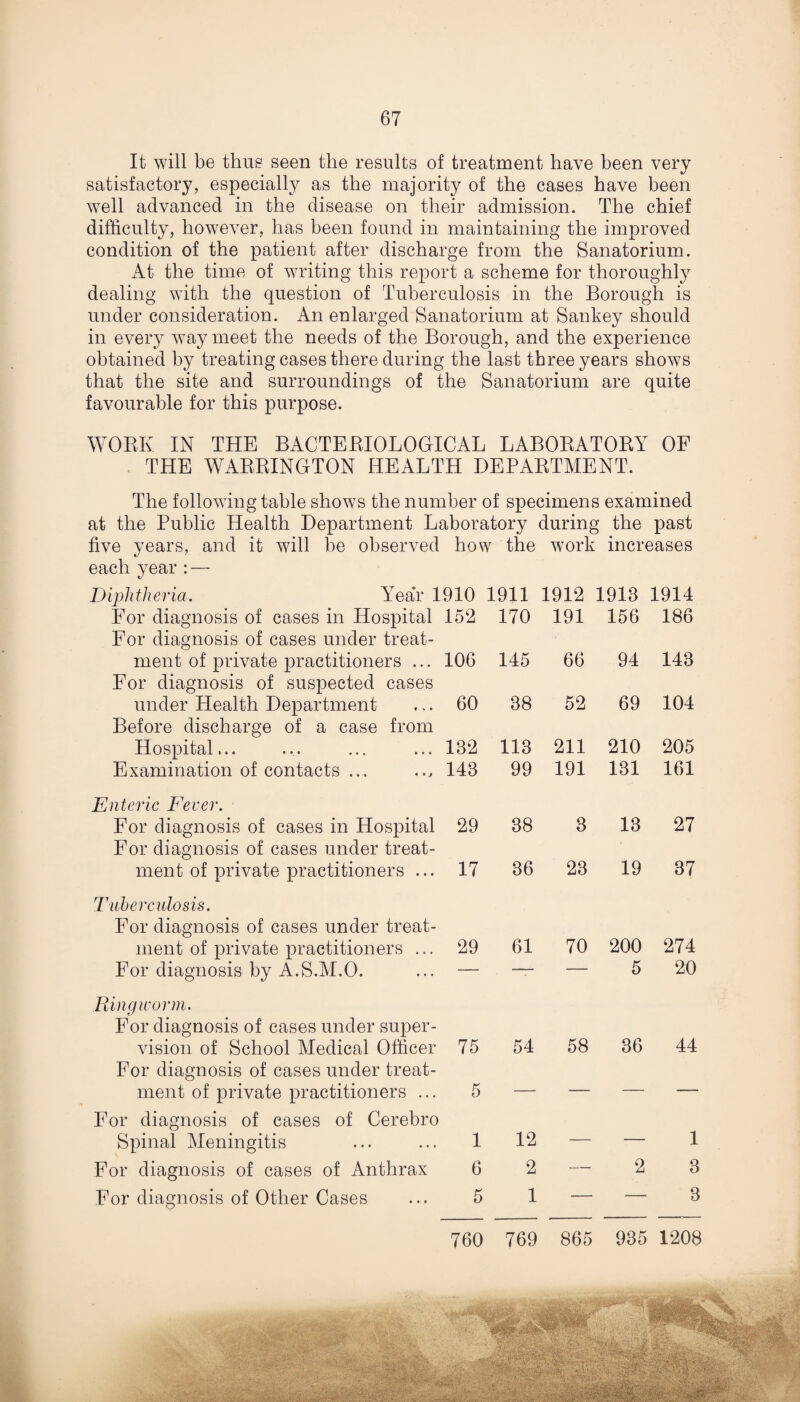 67
It will be thus seen the results of treatment have been very
satisfactory, especially as the majority of the cases have been
well advanced in the disease on their admission. The chief
difficulty, however, has been found in maintaining the improved
condition of the patient after discharge from the Sanatorium.
At the time of writing this report a scheme for thoroughly
dealing with the question of Tuberculosis in the Borough is
under consideration. An enlarged Sanatorium at Sankey should
in every way meet the needs of the Borough, and the experience
obtained by treating cases there during the last three years shows
that the site and surroundings of the Sanatorium are quite
favourable for this purpose.
WORK IN THE BACTERIOLOGICAL LABORATORY OF
THE WARRINGTON HEALTH DEPARTMENT.
The following table shows the number of specimens examined
at the Public Health Department Laboratory during the past
five years, and it will be observed how the work increases
each year :—
Diphtheria. Year 1910 1911 1912 1913 1914
For diagnosis of cases in Hospital 152 170 191 156 186
For diagnosis of cases under treat-
ment of private practitioners ... 106 145 66 94 143
For diagnosis of suspected cases
under Health Department ... 60 38 52 69 104
Before discharge of a case from
Hospital... ... ... ... 132 113 211 210 205
Examination of contacts ... ... 143 99 191 131 161
Enteric Fever.
For diagnosis of cases in Hospital 29 38 3 13 27
For diagnosis of cases under treat-
ment of private practitioners ... 17 36 23 19 37
Tuberculosis.
For diagnosis of cases under treat-
ment of private practitioners ... 29 61 70 200 274
For diagnosis by A.S.M.O. ... — — — 5 20
Ringworm.
For diagnosis of cases under super-
vision of School Medical Officer 75 54 58 36 44
For diagnosis of cases under treat-
ment of private practitioners ... 5 — — — —
For diagnosis of cases of Cerebro
Spinal Meningitis ... ... 1 12 — — 1
For diagnosis of cases of Anthrax 6 2 — 2 3
For diagnosis of Other Cases ... 5 1 — — 3
760 769 865 935 1208